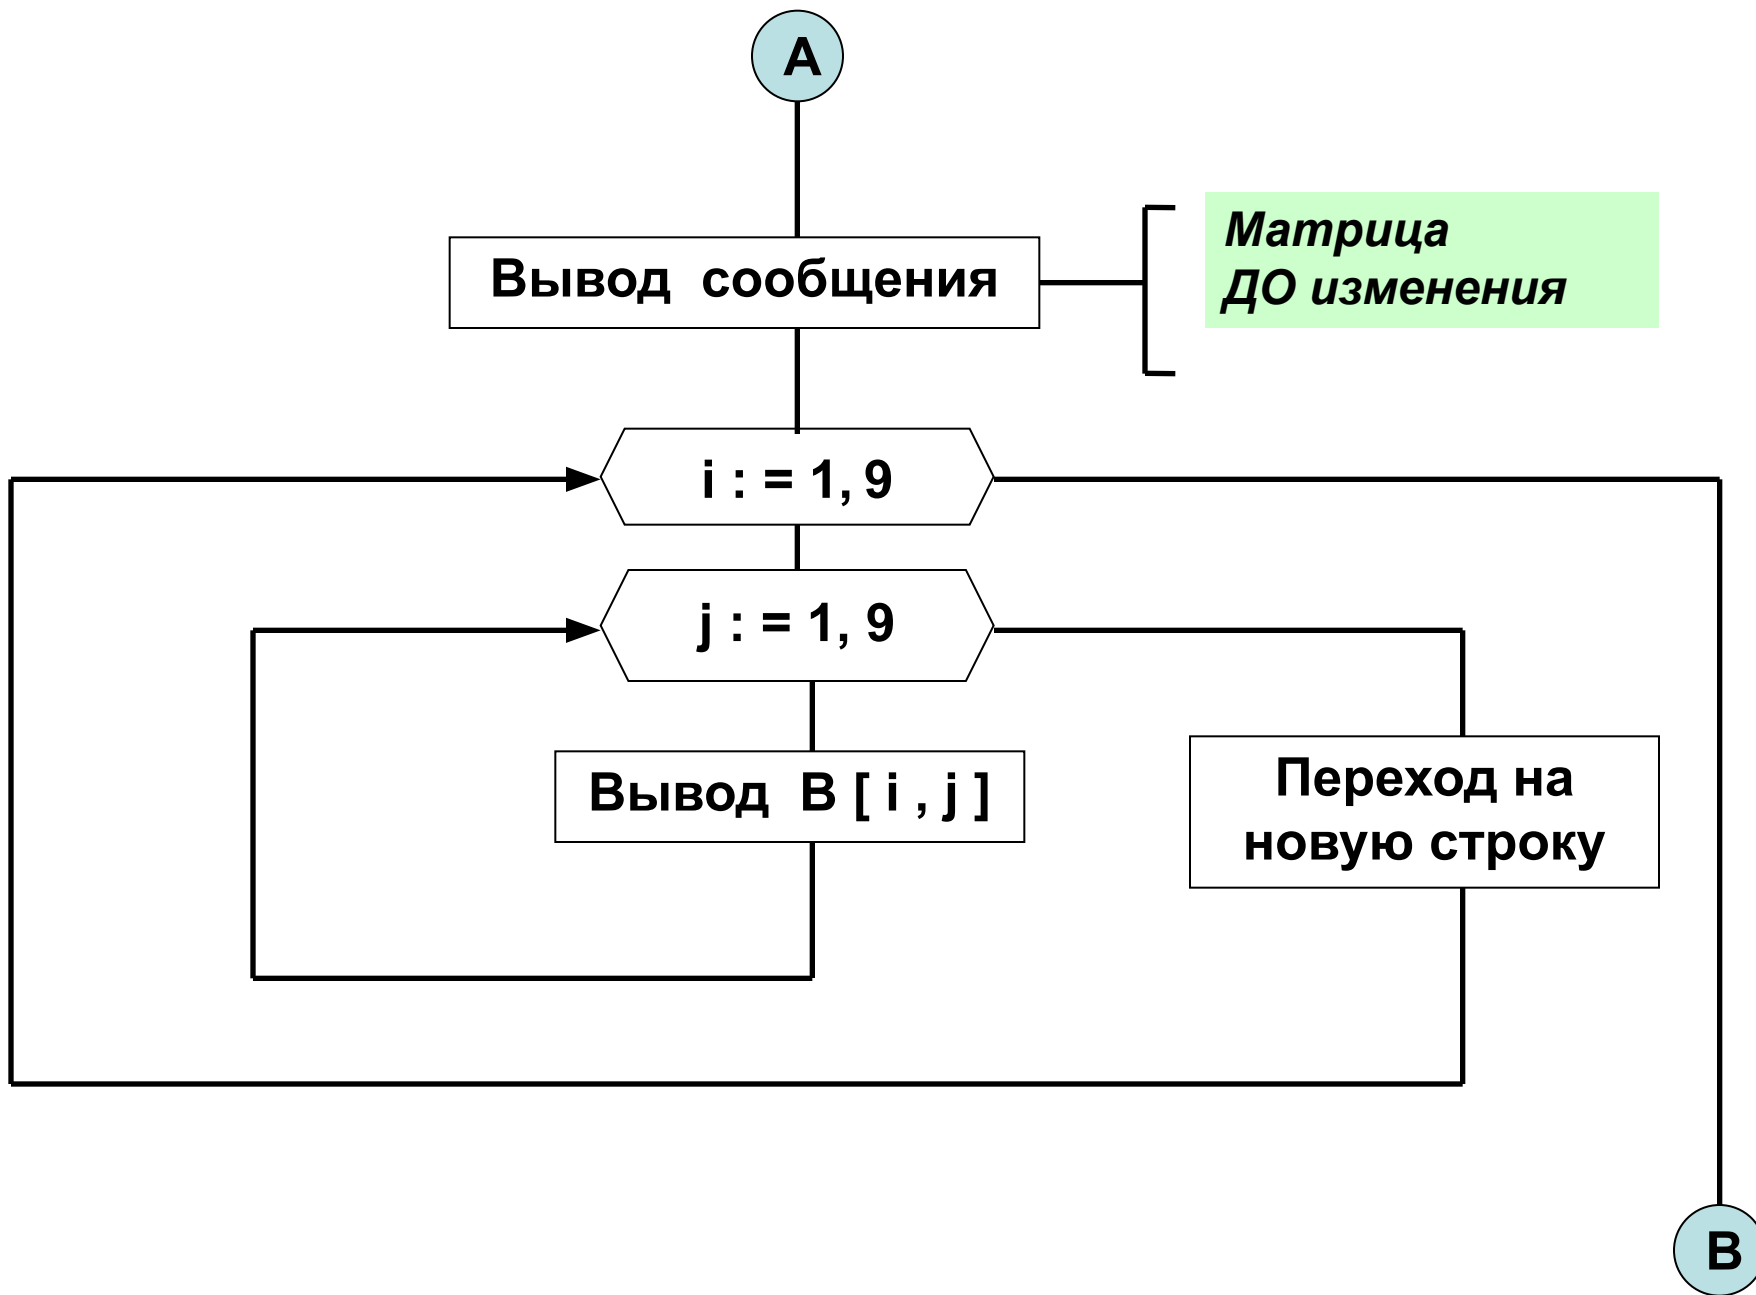 A
Вывод сообщения
Матрица
ДО изменения
i : = 1, 9
j : = 1, 9
Вывод B [ i , j ]
Переход на
новую строку
B